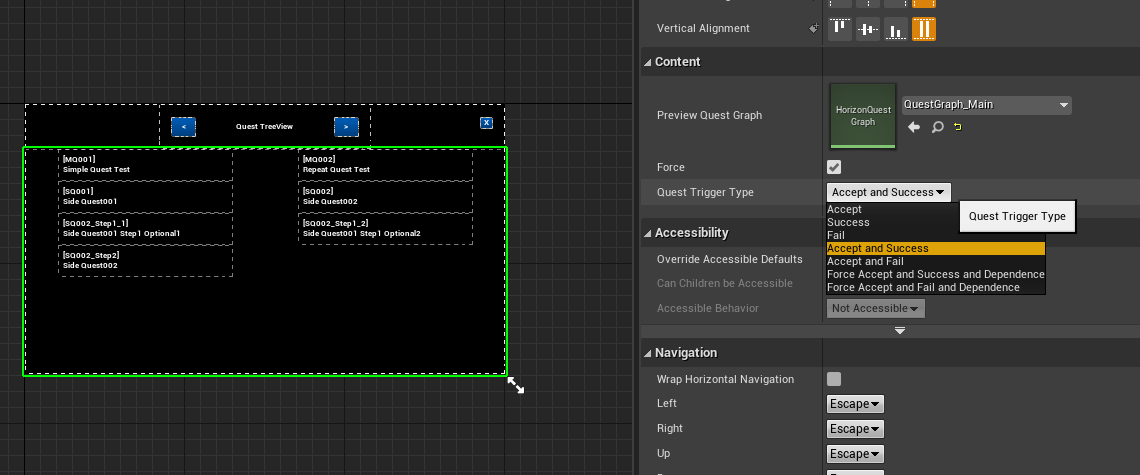 < Quest TreeView > X
[MQ001]
Simple Quest Test
[SQ001]
Side Quest001
[SQ002_Step1_1]
Side Quest001 Step1 Optional1
[SQ002_Step2]
Side Quest002
[MQ002]
Repeat Quest Test
[SQ002]
Side Quest002
[SQ002_Step1_2]
Side Quest001 Step1 Optional2
Vertical Alignment
Content
Preview Quest Graph
HorizonQuest
Graph
QuestGraph_Main
Force
Quest Trigger Type
Accept and Success
Accept
Success
Fail
Accept and Success
Accept and Fail
Force Accept and Success and Dependence
Force Accept and Fail and Dependence
Quest Trigger Type
Accessibility
Override Accessible Defaults
Can Children be Accessible
Accessible Behavior
Not Accessible
Navigation
Wrap Horizontal Navigation
Left
Escape
Right
Escape
Up
Escape